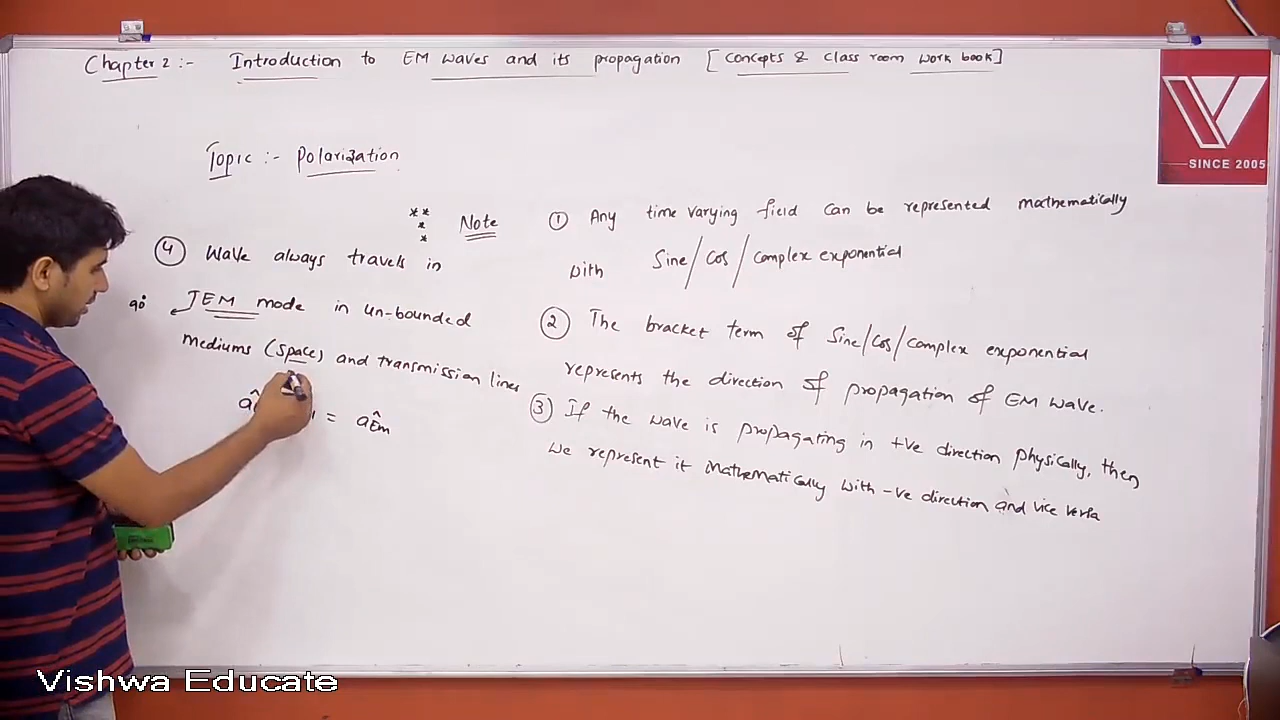 Chapter 2 :- Introduction to EM waves and its propagation [concepts & class room work book]
SINCE 2005
Topic :- Polarization
** Note
*
*
① Any time varying field can be represented mathematically
with Sine/cos/complex exponential
② The bracket term of Sine/cos/complex exponential
represents the direction of propagation of EM wave.
③ If the wave is propagating in +ve direction physically, then
we represent it mathematically with -ve direction and vice versa
④ Wave always travels in
90° TEM mode in un-bounded
mediums (space) and transmission lines
= âEm
Vishwa Educate